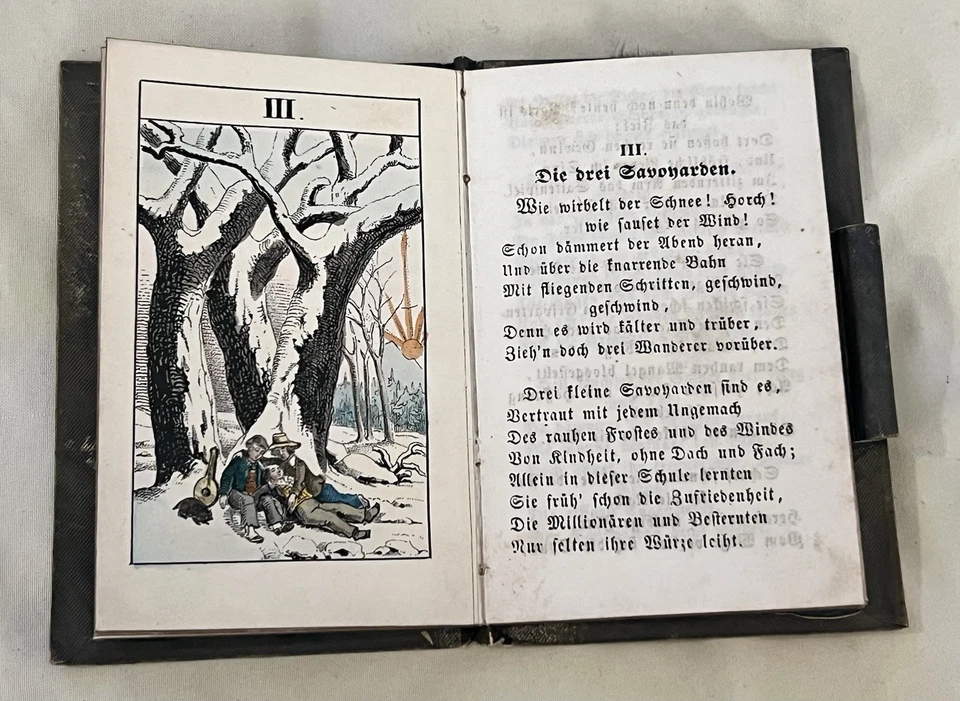 III.
III
Die drei Savoyarden.
Wie wirbelt der Schnee! Horch!
wie sauset der Wind!
Schon dämmert der Abend heran,
Und über die knarrende Bahn
Mit fliegenden Schritten, geschwind,
geschwind,
Denn es wird kälter und trüber,
Zieh'n doch drei Wanderer vorüber.
Drei kleine Savoyarden sind es,
Vertraut mit jedem Ungemach
Des rauhen Frostes und des Windes
Von Kindheit, ohne Dach und Fach;
Allein in dieser Schule lernten
Sie früh' schon die Zufriedenheit,
Die Millionären und Besternten
Nur selten ihre Würze leiht.